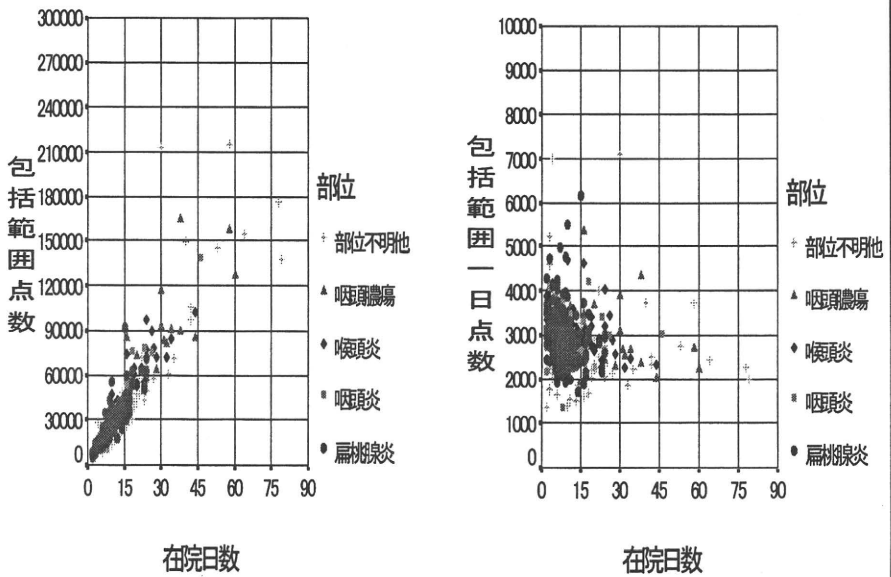 包括範囲点数
300000
270000
240000
210000
180000
150000
120000
90000
60000
30000
0
0 15 30 45 60 75 90
在院日数
部位
部位不明他
咽頭膿瘍
喉頭炎
咽頭炎
扁桃腺炎
包括範囲一日点数
10000
9000
8000
7000
6000
5000
4000
3000
2000
1000
0
0 15 30 45 60 75 90
在院日数
部位
部位不明他
咽頭膿瘍
喉頭炎
咽頭炎
扁桃腺炎